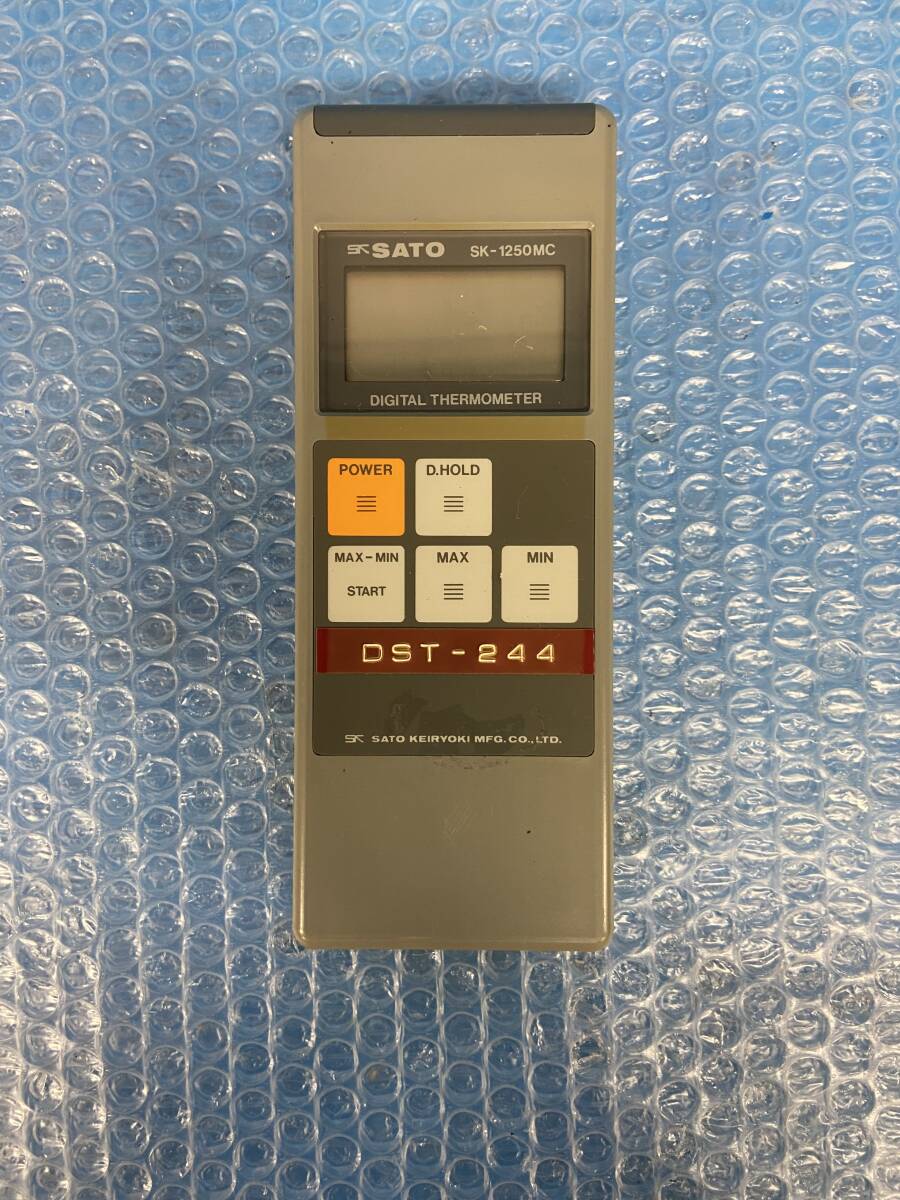 SK SATO SK-1250MC
DIGITAL THERMOMETER
POWER D.HOLD
MAX-MIN MAX MIN
START
DST-244
SK SATO KEIRYOKI MFG. CO., LTD.